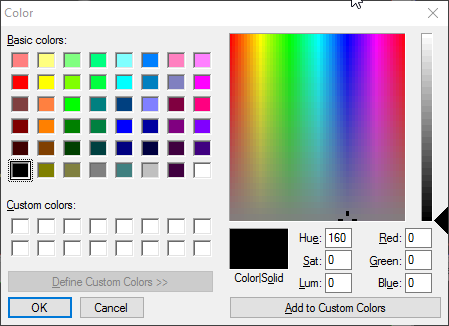 Color
Basic colors:
Custom colors:
Define Custom Colors >>
OK
Cancel
Color|Solid
Hue: 160
Sat: 0
Lum: 0
Red: 0
Green: 0
Blue: 0
Add to Custom Colors